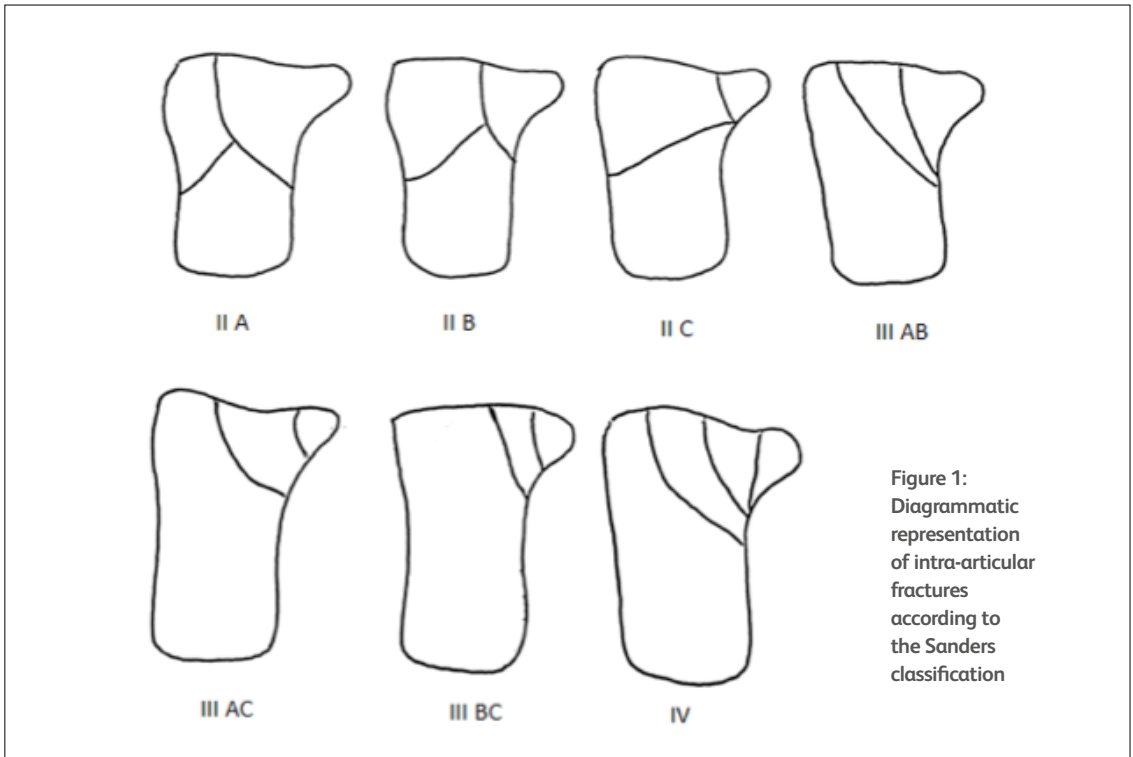 II A
II B
II C
III AB
III AC
III BC
IV
Figure 1:
Diagrammatic
representation
of intra-articular
fractures
according to
the Sanders
classification